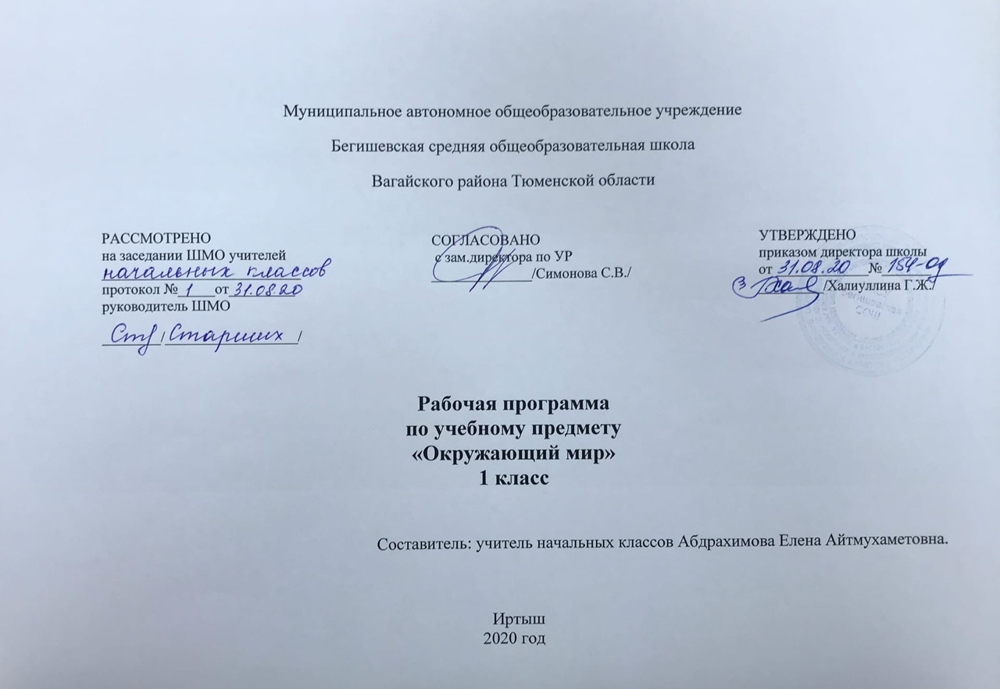 Муниципальное автономное общеобразовательное учреждение
Бегишевская средняя общеобразовательная школа
Вагайского района Тюменской области
РАССМОТРЕНО
на заседании ШМО учителей
начальных классов
протокол № 1 от 31.08.20
руководитель ШМО
/ Старших /
СОГЛАСОВАНО
с зам.директора по УР
/Симонова С.В./
УТВЕРЖДЕНО
приказом директора школы
от 31.08.20 № 154-од
/Халиуллина Г.Ж./
Бегишевская
СОШ
Рабочая программа
по учебному предмету
«Окружающий мир»
1 класс
Составитель: учитель начальных классов Абдрахимова Елена Айтмухаметовна.
Иртыш
2020 год